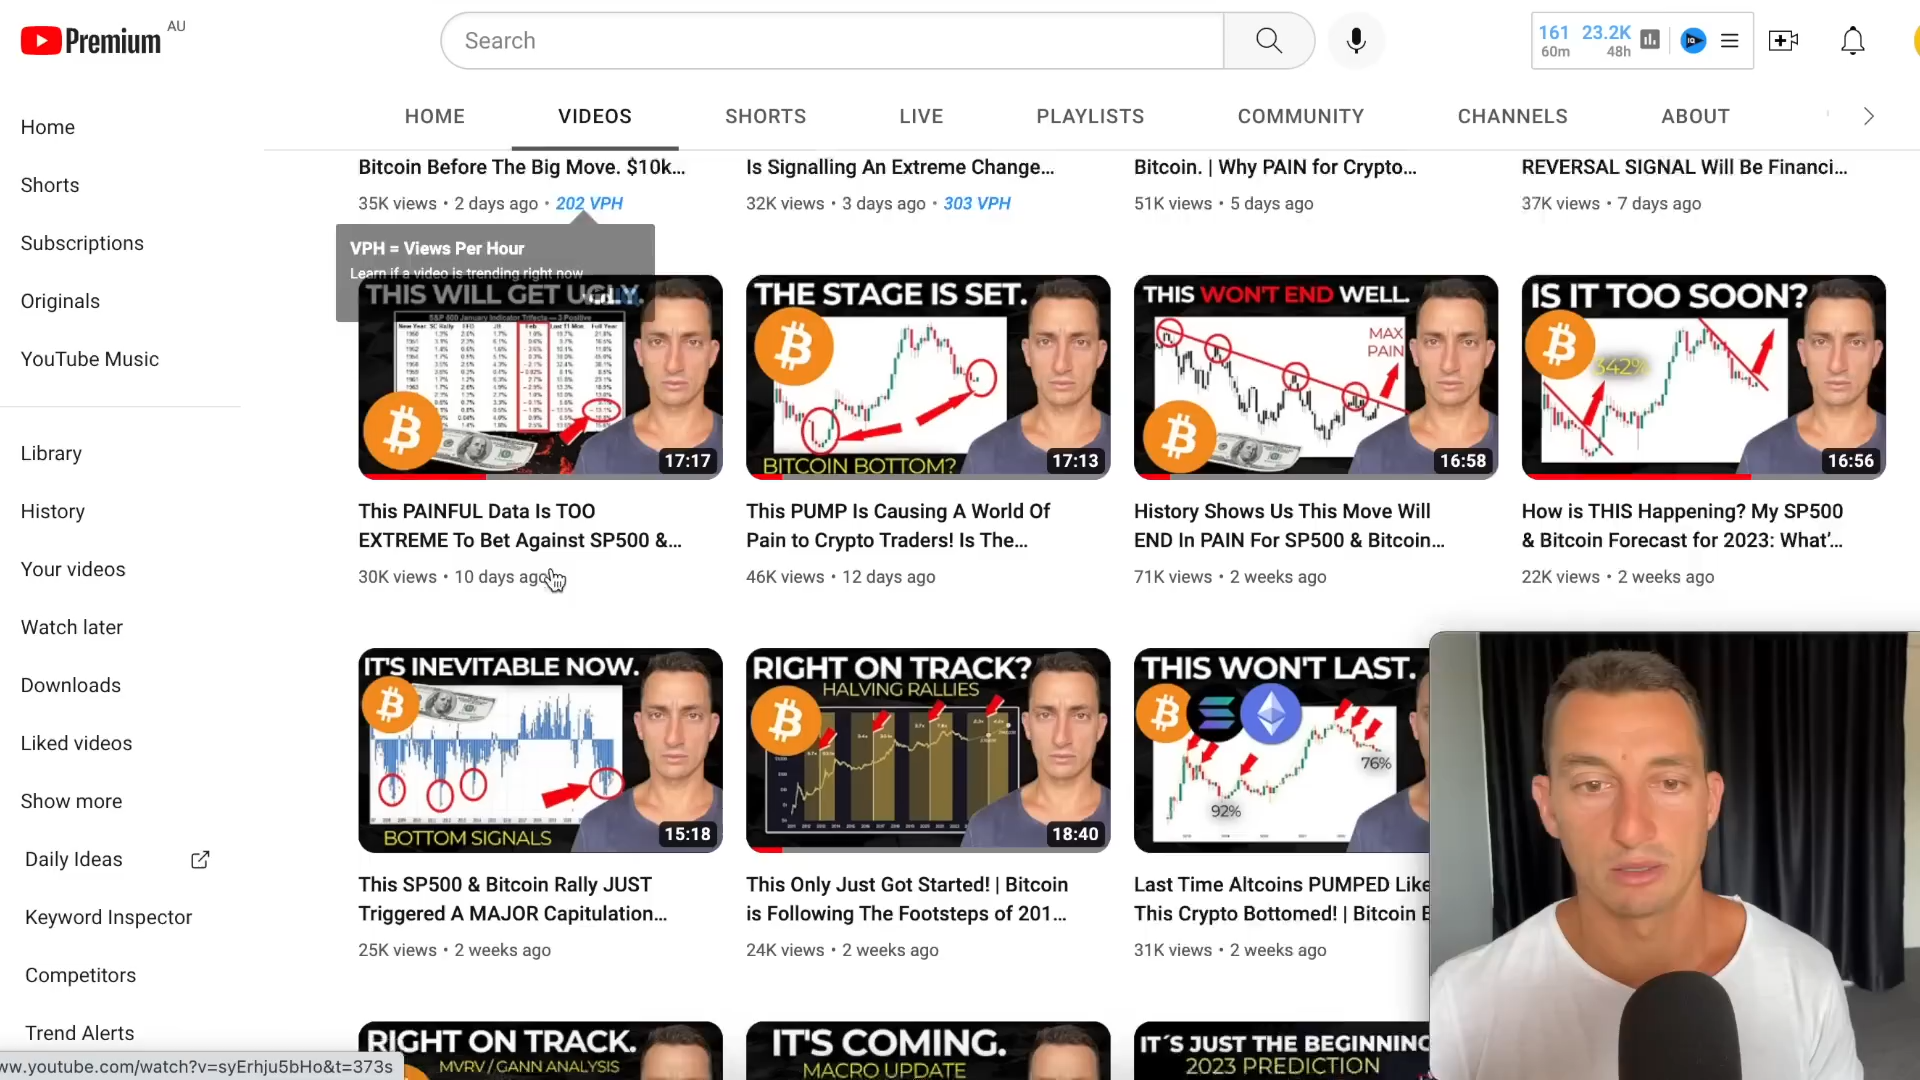 Premium
AU
Search
161 23.2K
60m 48h
HOME
VIDEOS
SHORTS
LIVE
PLAYLISTS
COMMUNITY
CHANNELS
ABOUT
Home
Shorts
Subscriptions
Originals
YouTube Music
Library
History
Your videos
Watch later
Downloads
Liked videos
Show more
Daily Ideas
Keyword Inspector
Competitors
Trend Alerts
Bitcoin Before The Big Move. $10k...
35K views • 2 days ago • 202 VPH
VPH = Views Per Hour
Learn if a video is trending right now
Is Signalling An Extreme Change...
32K views • 3 days ago • 303 VPH
Bitcoin. | Why PAIN for Crypto...
51K views • 5 days ago
REVERSAL SIGNAL Will Be Financi...
37K views • 7 days ago
THIS WILL GET UGLY.
S&P 500 January Indicator Trifecta — 3 Positive
17:17
This PAINFUL Data Is TOO
EXTREME To Bet Against SP500 &...
30K views • 10 days ago
THE STAGE IS SET.
BITCOIN BOTTOM?
17:13
This PUMP Is Causing A World Of
Pain to Crypto Traders! Is The...
46K views • 12 days ago
THIS WON'T END WELL.
MAX
PAIN
16:58
History Shows Us This Move Will
END In PAIN For SP500 & Bitcoin...
71K views • 2 weeks ago
IS IT TOO SOON?
342%
16:56
How is THIS Happening? My SP500
& Bitcoin Forecast for 2023: What'...
22K views • 2 weeks ago
IT'S INEVITABLE NOW.
BOTTOM SIGNALS
15:18
This SP500 & Bitcoin Rally JUST
Triggered A MAJOR Capitulation...
25K views • 2 weeks ago
RIGHT ON TRACK?
HALVING RALLIES
18:40
This Only Just Got Started! | Bitcoin
is Following The Footsteps of 201...
24K views • 2 weeks ago
THIS WON'T LAST.
76%
92%
Last Time Altcoins PUMPED Like
This Crypto Bottomed! | Bitcoin
31K views • 2 weeks ago
RIGHT ON TRACK.
MVRV / GANN ANALYSIS
IT'S COMING.
MACRO UPDATE
IT´S JUST THE BEGINNING
2023 PREDICTION
ww.youtube.com/watch?v=syErhju5bHo&t=373s